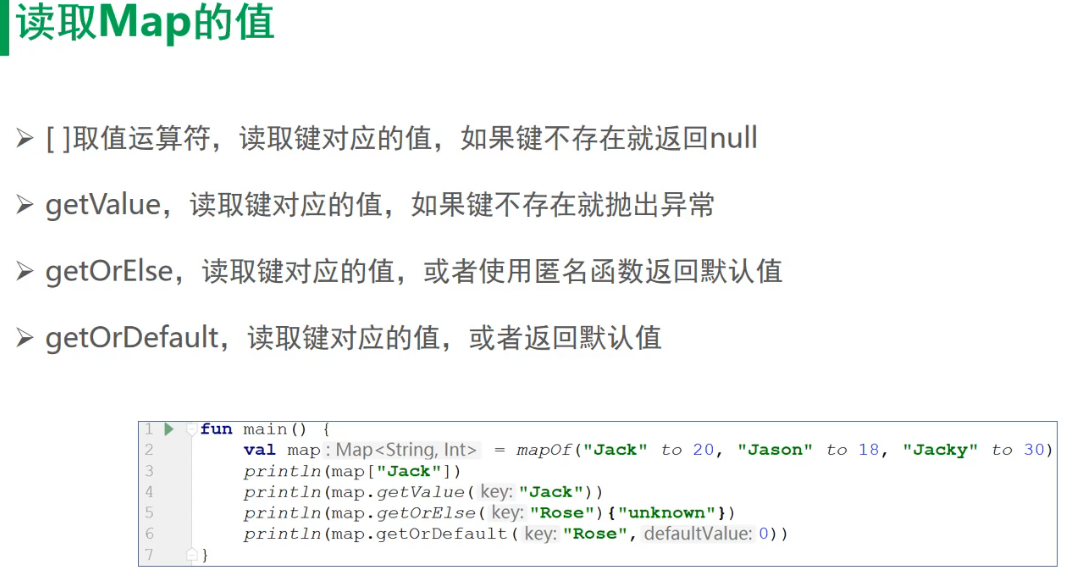 读取Map的值
➢ [ ]取值运算符，读取键对应的值，如果键不存在就返回null
➢ getValue，读取键对应的值，如果键不存在就抛出异常
➢ getOrElse，读取键对应的值，或者使用匿名函数返回默认值
➢ getOrDefault，读取键对应的值，或者返回默认值
1 fun main() {
2 val map : Map<String, Int> = mapOf("Jack" to 20, "Jason" to 18, "Jacky" to 30)
3 println(map["Jack"])
4 println(map.getValue( key: "Jack"))
5 println(map.getOrElse( key: "Rose"){"unknown"})
6 println(map.getOrDefault( key: "Rose", defaultValue: 0))
7 }